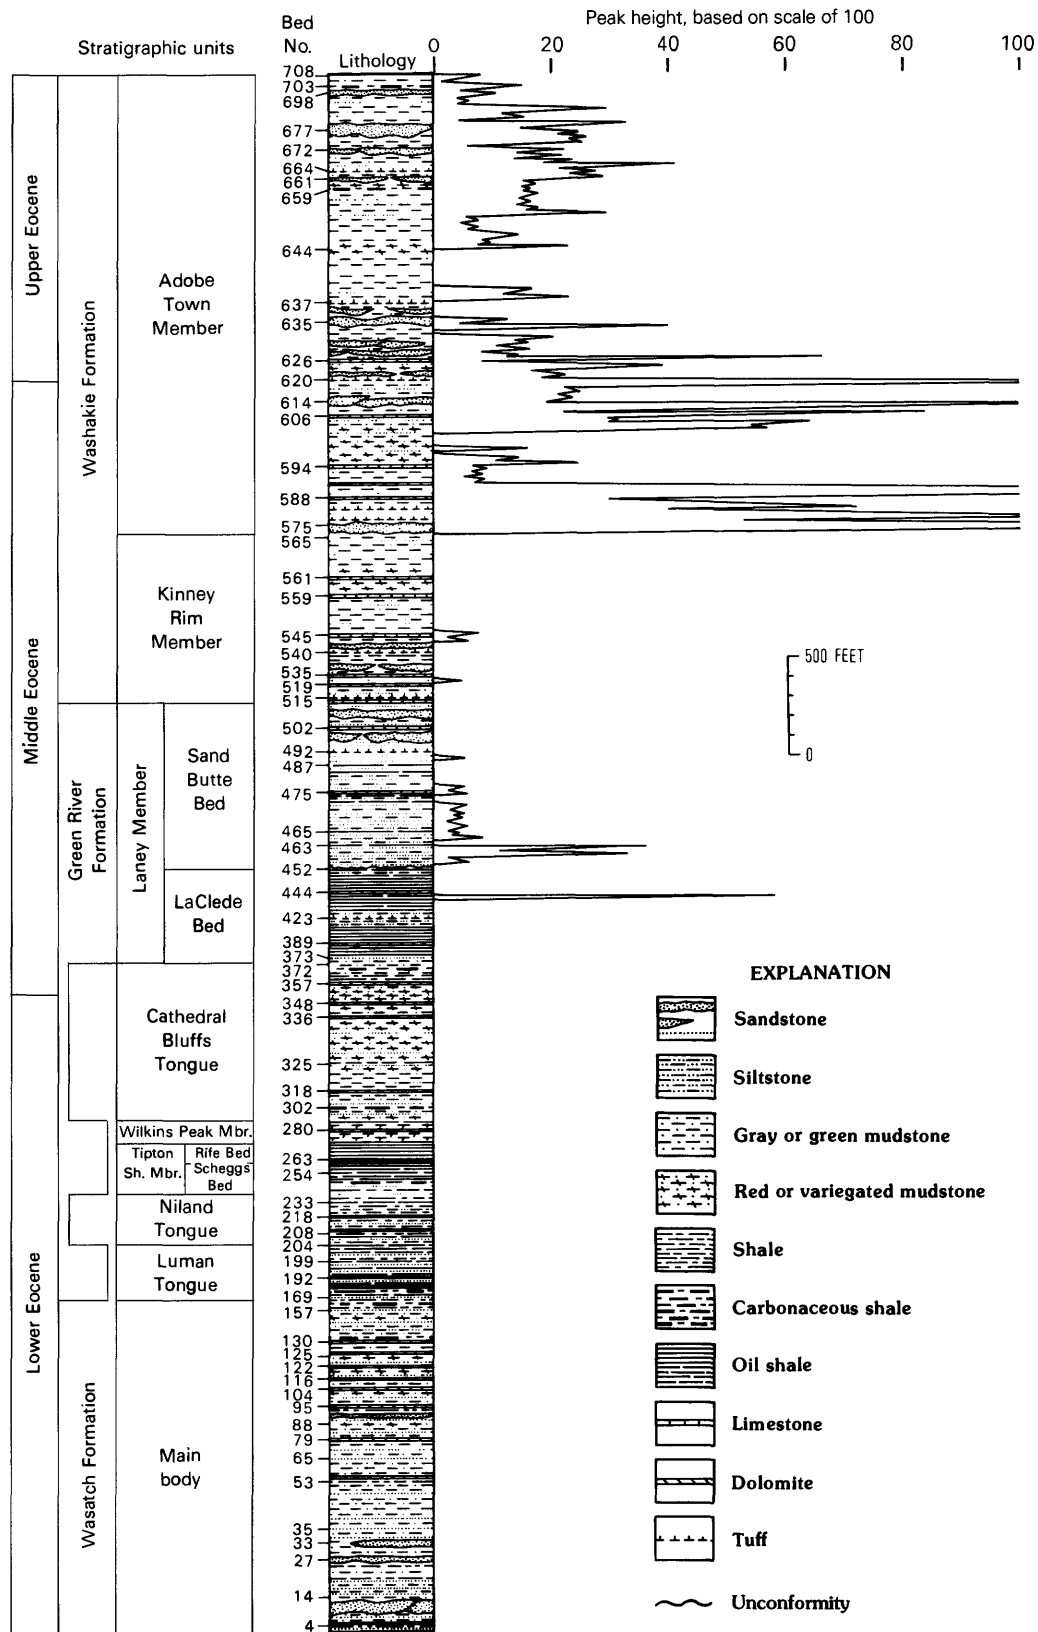 Peak height, based on scale of 100
Bed
No.
Stratigraphic units
Lithology
0 20 40 60 80 100
708
703
698
677
672
664
661
659
644
637
635
626
620
614
606
594
588
575
565
561
559
545
540
535
519
515
502
492
487
475
465
463
452
444
423
389
373
372
357
348
336
325
318
302
280
263
254
233
218
208
204
199
192
169
157
130
125
122
116
104
95
88
79
65
53
35
33
27
14
4
Upper Eocene
Middle Eocene
Lower Eocene
Washakie Formation
Green River
Formation
Wasatch Formation
Laney Member
Adobe
Town
Member
Kinney
Rim
Member
Sand
Butte
Bed
LaClede
Bed
Cathedral
Bluffs
Tongue
Wilkins Peak Mbr.
Tipton
Sh. Mbr.
Rife Bed
Scheggs
Bed
Niland
Tongue
Luman
Tongue
Main
body
500 FEET
0
EXPLANATION
Sandstone
Siltstone
Gray or green mudstone
Red or variegated mudstone
Shale
Carbonaceous shale
Oil shale
Limestone
Dolomite
Tuff
Unconformity